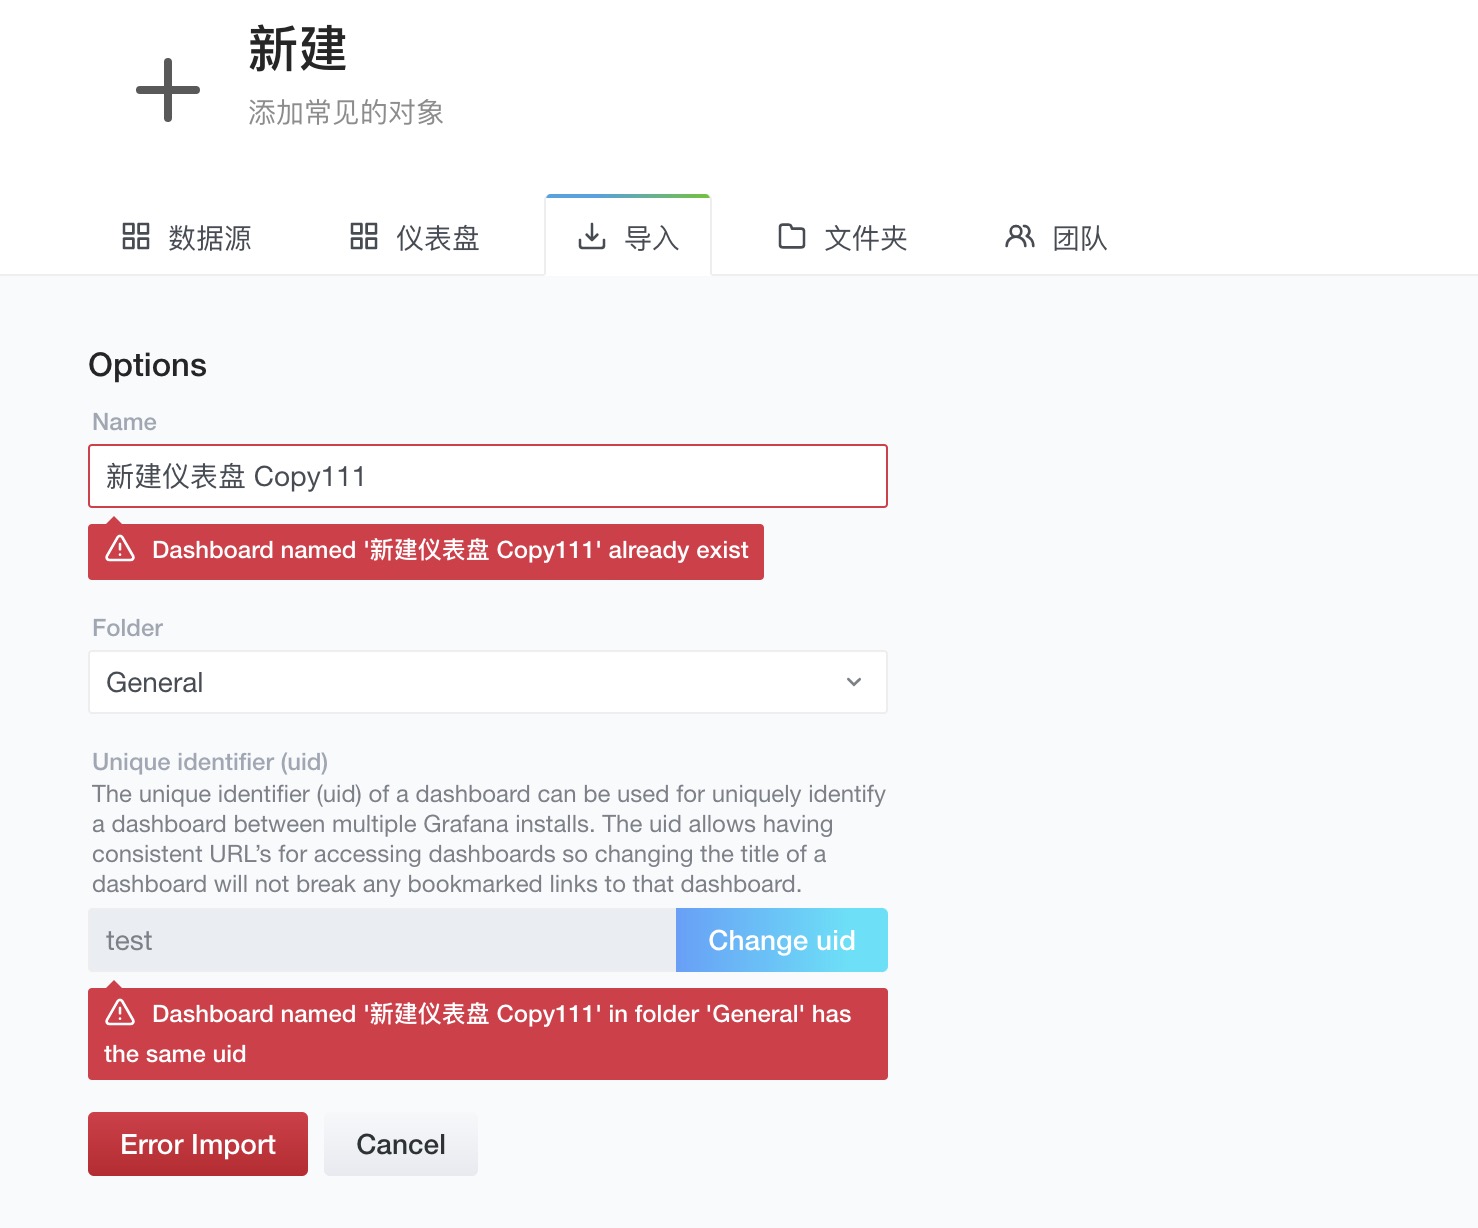 新建
添加常见的对象
数据源 仪表盘 导入 文件夹 团队
Options
Name
新建仪表盘 Copy111
Dashboard named '新建仪表盘 Copy111' already exist
Folder
General
Unique identifier (uid)
The unique identifier (uid) of a dashboard can be used for uniquely identify
a dashboard between multiple Grafana installs. The uid allows having
consistent URL’s for accessing dashboards so changing the title of a
dashboard will not break any bookmarked links to that dashboard.
test Change uid
Dashboard named '新建仪表盘 Copy111' in folder 'General' has
the same uid
Error Import Cancel